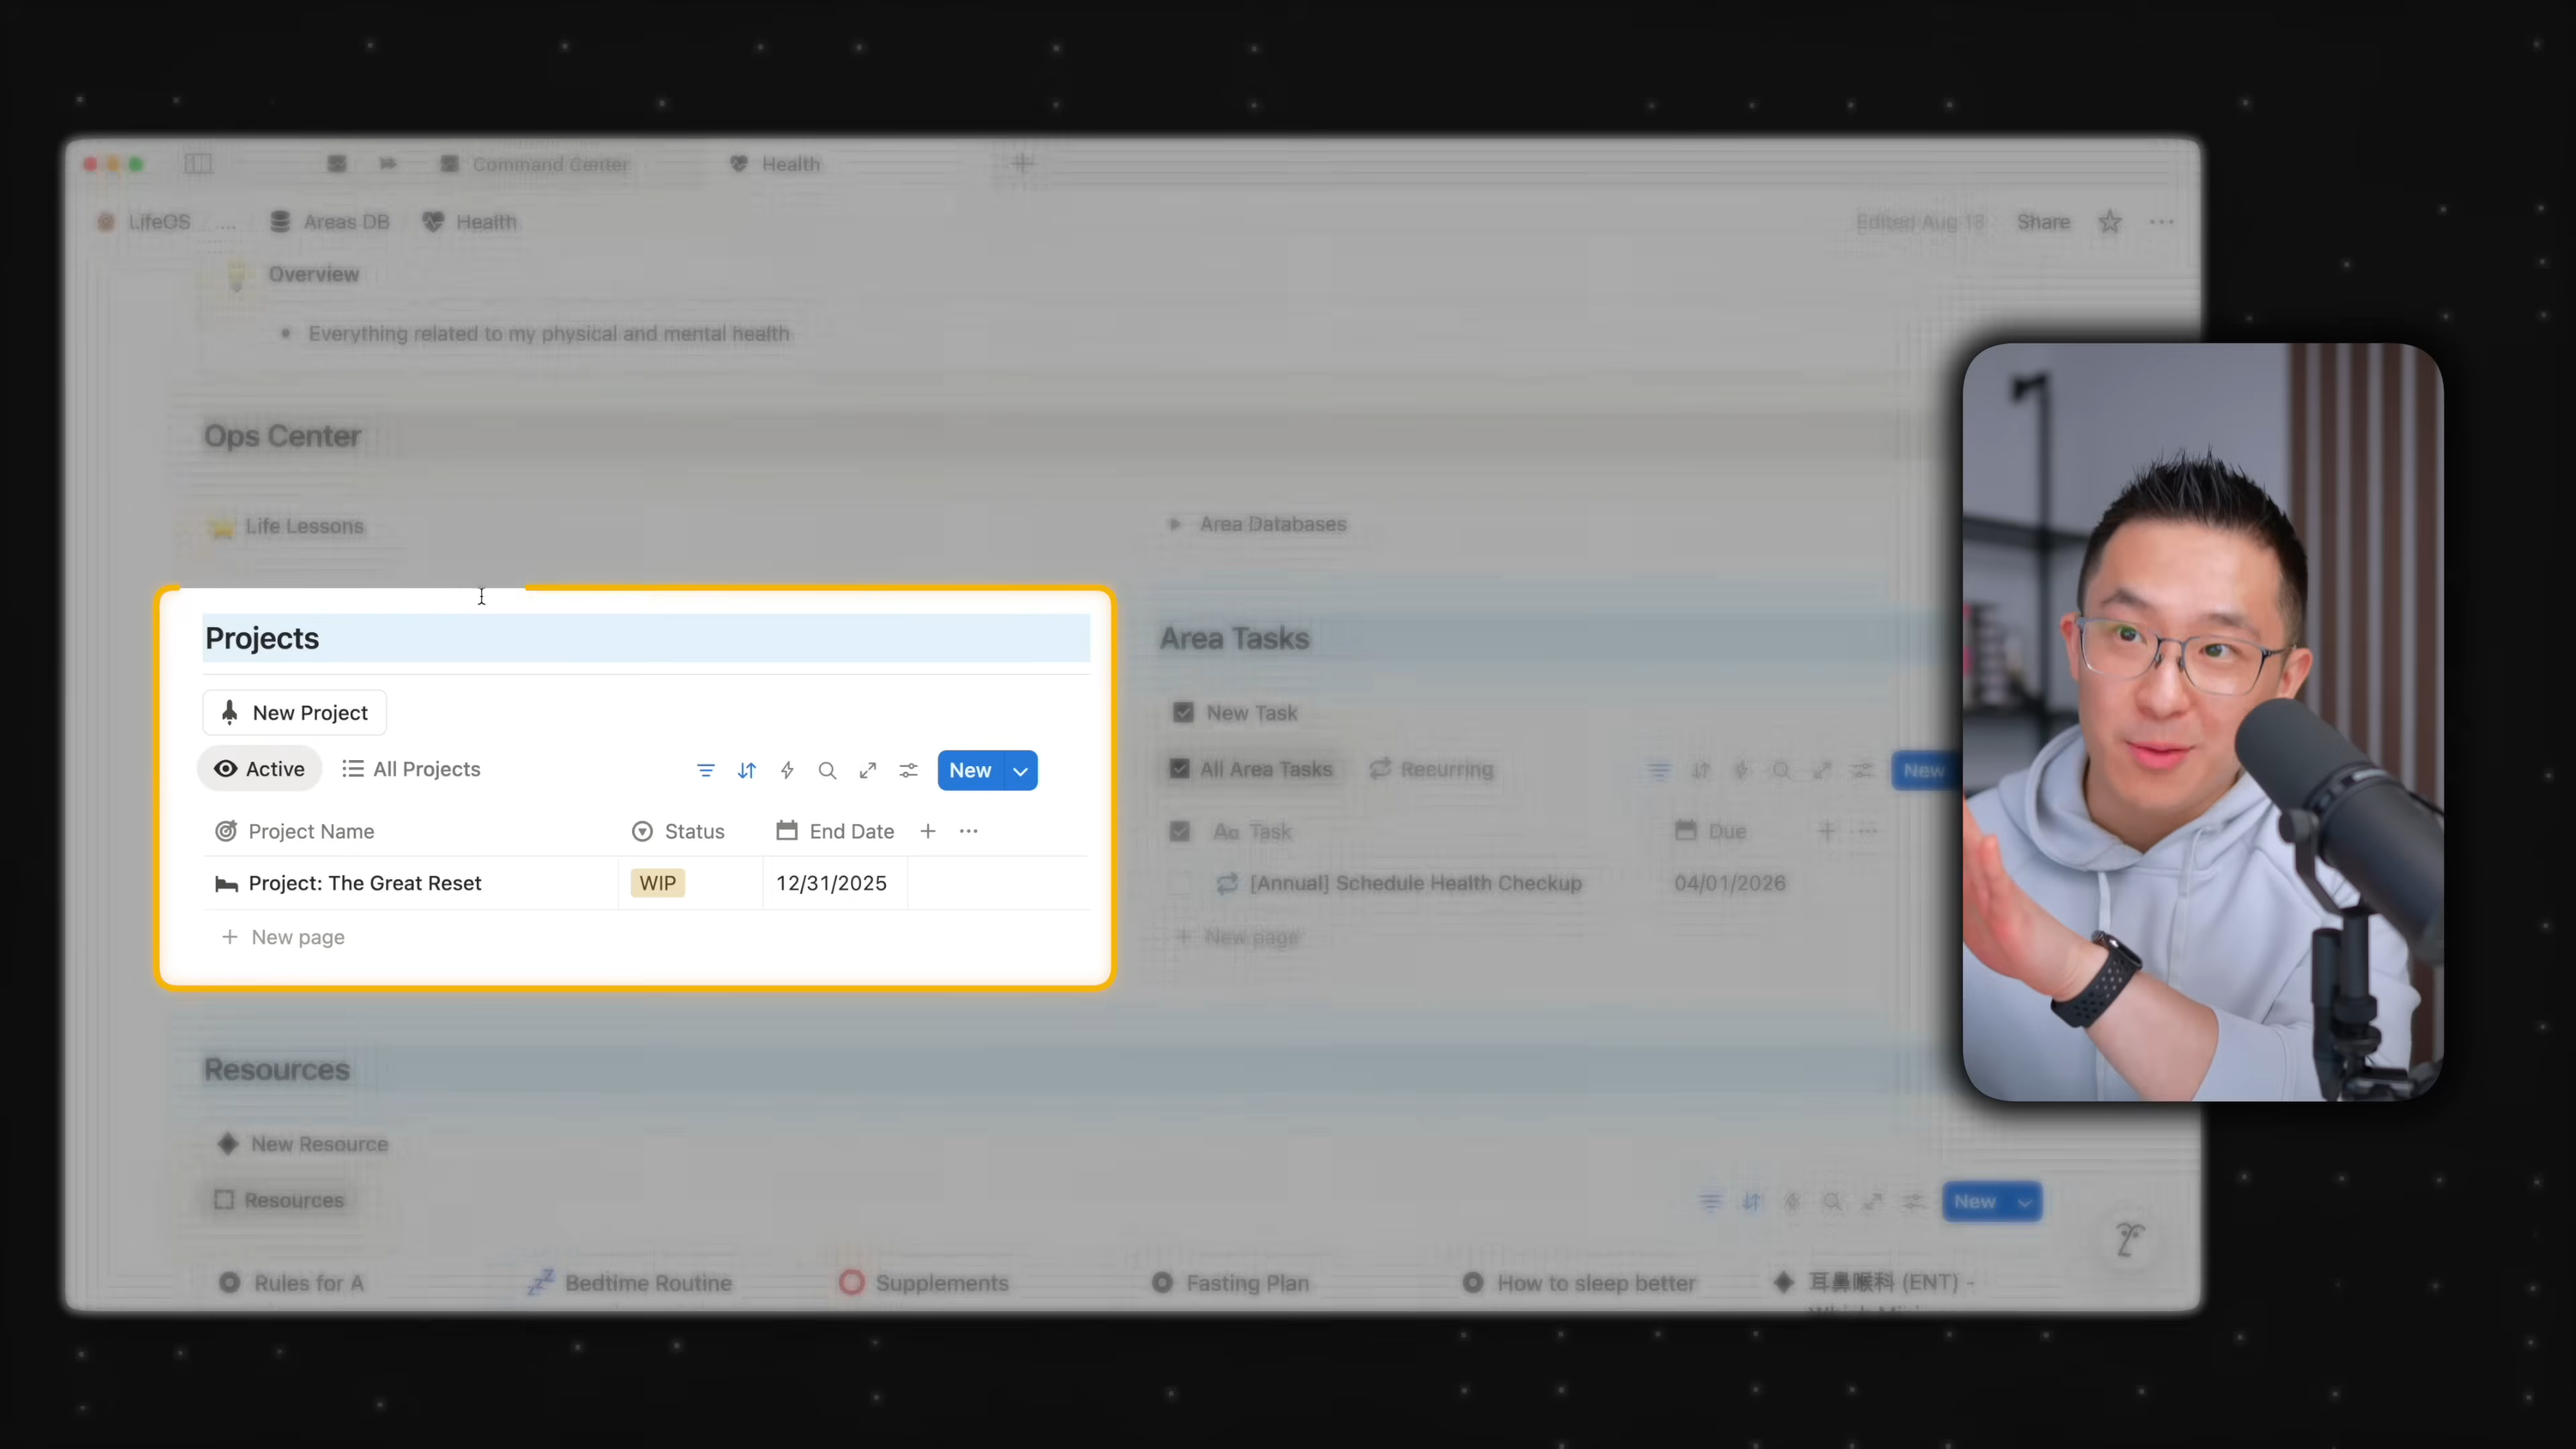 Command Center
Health
LifeOS / ... Areas DB Health
Edited Aug 18 Share
Overview
Everything related to my physical and mental health
Ops Center
Life Lessons
Area Databases
Projects
New Project
Active All Projects New
Project Name Status End Date
Project: The Great Reset WIP 12/31/2025
New page
Area Tasks
New Task
All Area Tasks Recurring New
Aa Task Due
[Annual] Schedule Health Checkup 04/01/2026
New page
Resources
New Resource
Resources New
Rules for A Bedtime Routine Supplements Fasting Plan How to sleep better 耳鼻喉科 (ENT) -